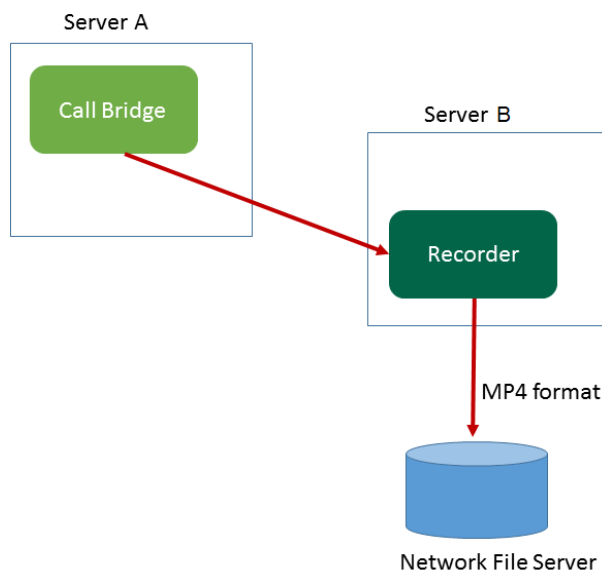 Server A
Call Bridge
Server B
Recorder
MP4 format
Network File Server